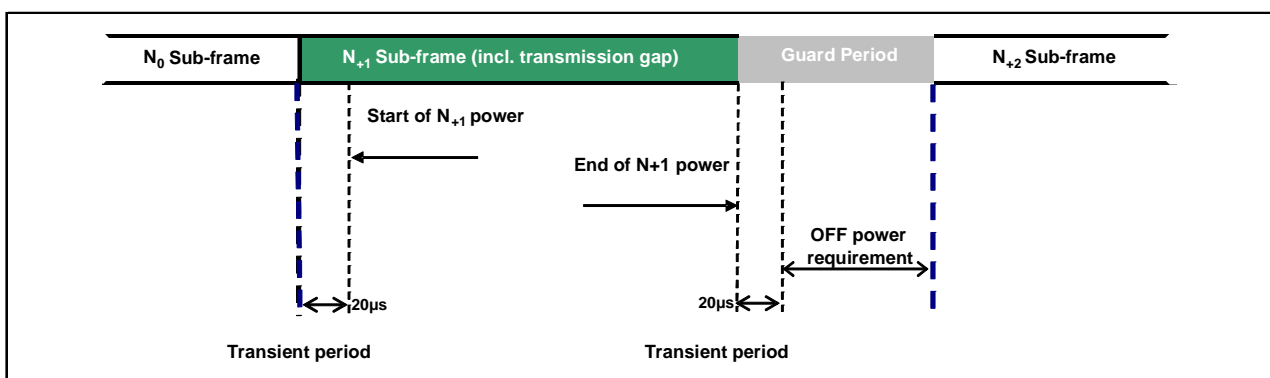 N0 Sub-frame
N+1 Sub-frame (incl. transmission gap)
Guard Period
N+2 Sub-frame
Start of N+1 power
End of N+1 power
OFF power
requirement
20µs
20µs
Transient period
Transient period